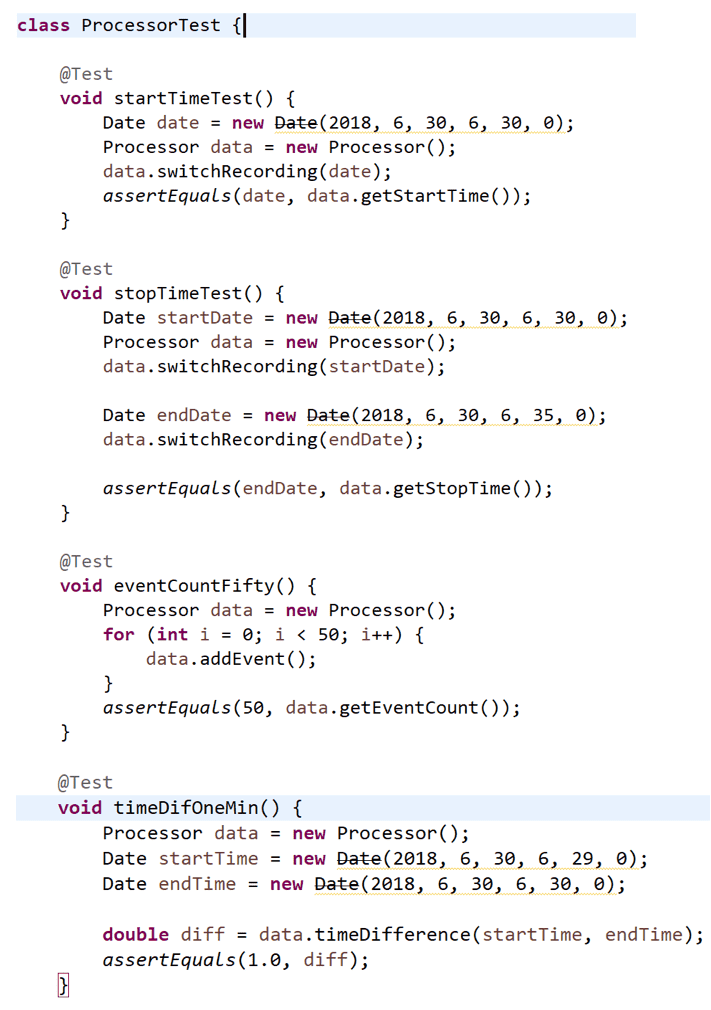 class ProcessorTest {
@Test
void startTimeTest() {
Date date = new Date(2018, 6, 30, 6, 30, 0);
Processor data = new Processor();
data.switchRecording(date);
assertEquals(date, data.getStartTime());
}
@Test
void stopTimeTest() {
Date startDate = new Date(2018, 6, 30, 6, 30, 0);
Processor data = new Processor();
data.switchRecording(startDate);
Date endDate = new Date(2018, 6, 30, 6, 35, 0);
data.switchRecording(endDate);
assertEquals(endDate, data.getStopTime());
}
@Test
void eventCountFifty() {
Processor data = new Processor();
for (int i = 0; i < 50; i++) {
data.addEvent();
}
assertEquals(50, data.getEventCount());
}
@Test
void timeDifOneMin() {
Processor data = new Processor();
Date startTime = new Date(2018, 6, 30, 6, 29, 0);
Date endTime = new Date(2018, 6, 30, 6, 30, 0);
double diff = data.timeDifference(startTime, endTime);
assertEquals(1.0, diff);
}